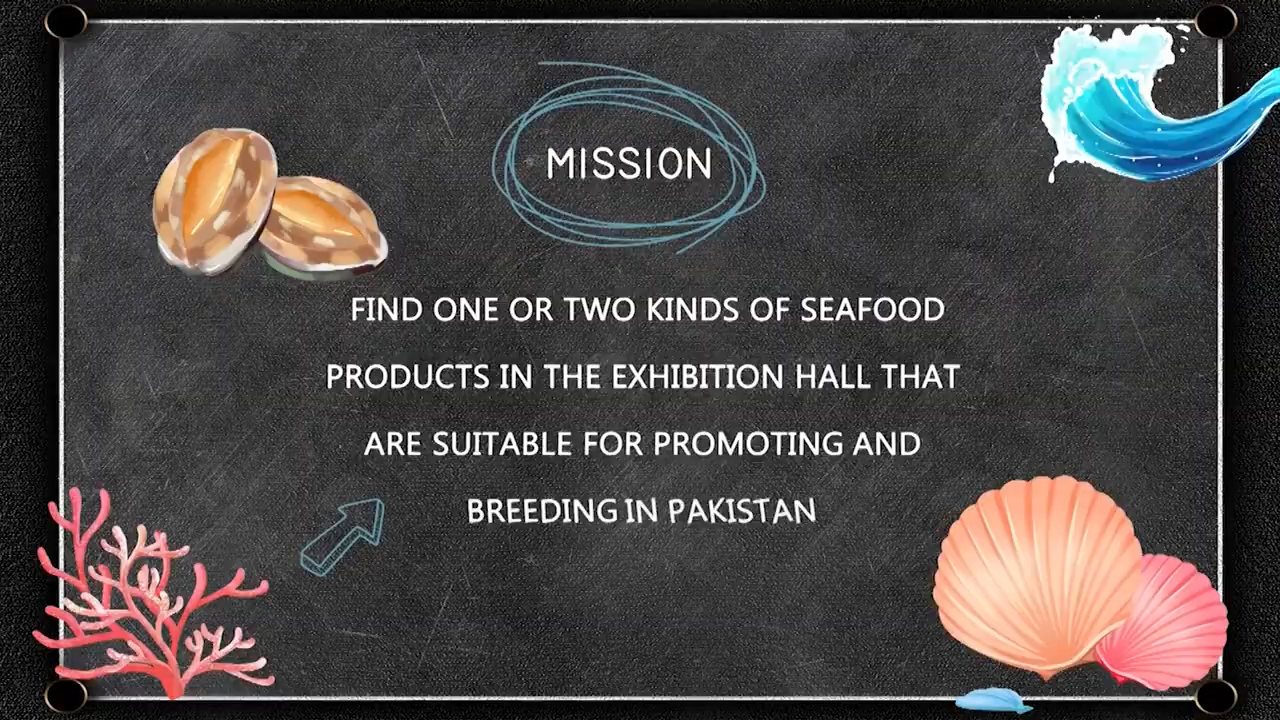 MISSION
FIND ONE OR TWO KINDS OF SEAFOOD
PRODUCTS IN THE EXHIBITION HALL THAT
ARE SUITABLE FOR PROMOTING AND
BREEDING IN PAKISTAN